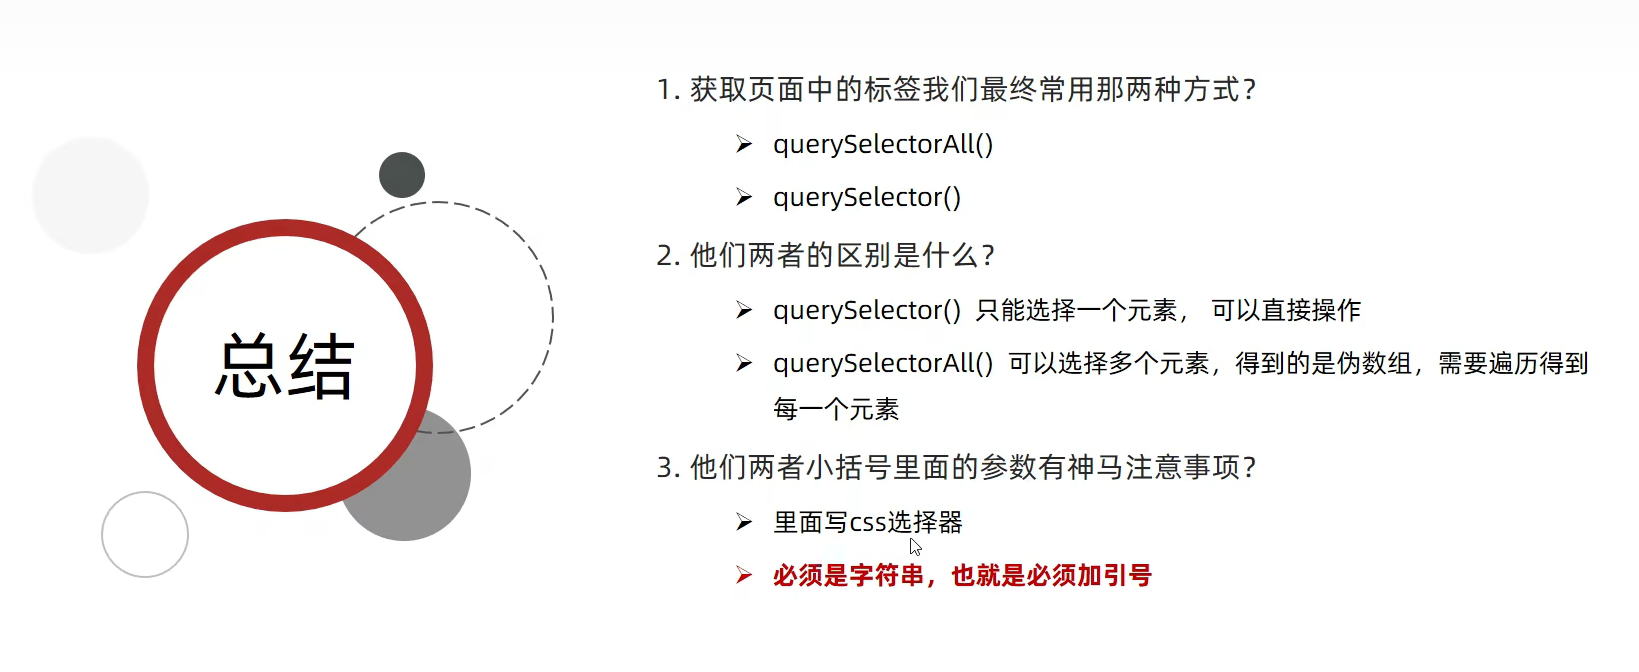 总结
1. 获取页面中的标签我们最终常用那两种方式？
➢ querySelectorAll()
➢ querySelector()
2. 他们两者的区别是什么？
➢ querySelector() 只能选择一个元素， 可以直接操作
➢ querySelectorAll() 可以选择多个元素，得到的是伪数组，需要遍历得到
每一个元素
3. 他们两者小括号里面的参数有神马注意事项？
➢ 里面写css选择器
➢ 必须是字符串，也就是必须加引号